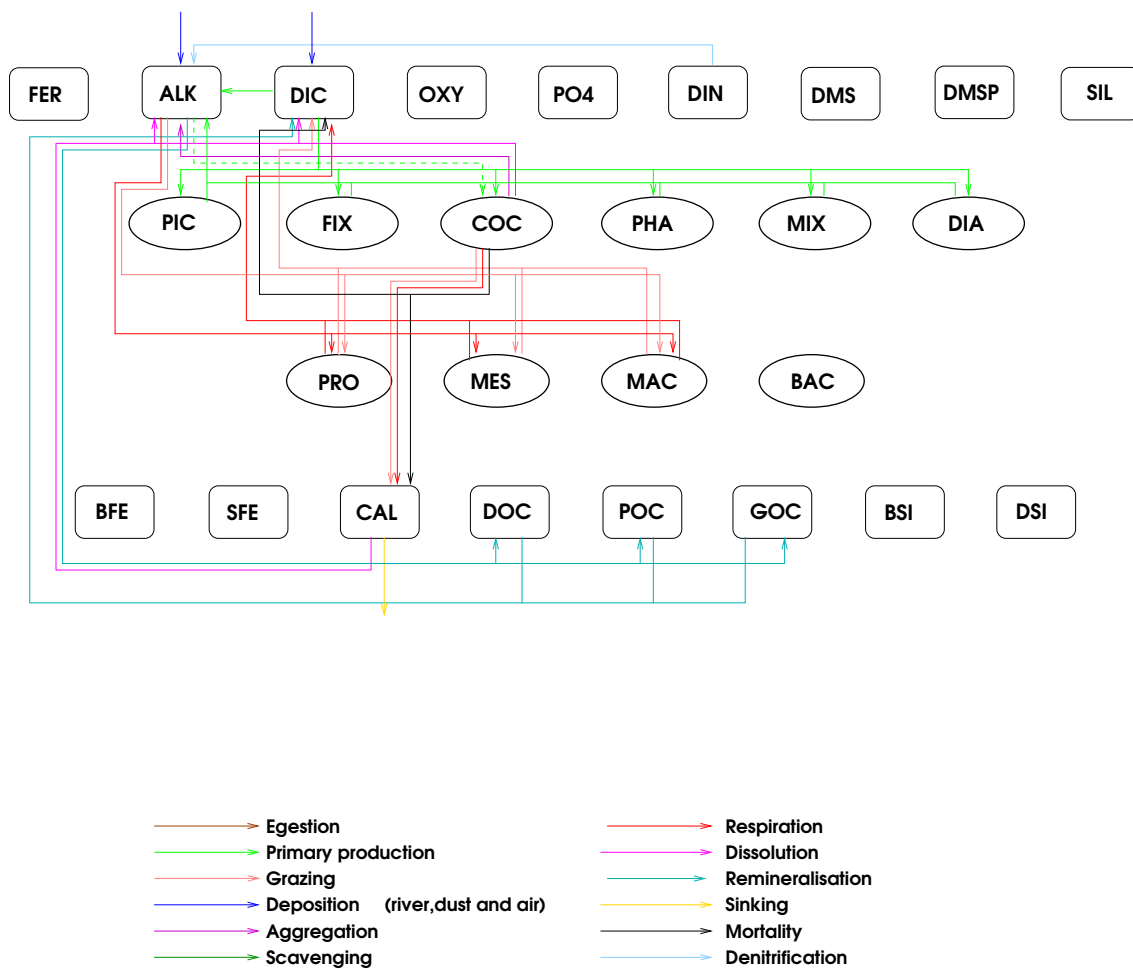 FER ALK DIC OXY PO4 DIN DMS DMSP SIL
PIC FIX COC PHA MIX DIA
PRO MES MAC BAC
BFE SFE CAL DOC POC GOC BSI DSI
Egestion
Primary production
Grazing
Deposition (river,dust and air)
Aggregation
Scavenging
Respiration
Dissolution
Remineralisation
Sinking
Mortality
Denitrification